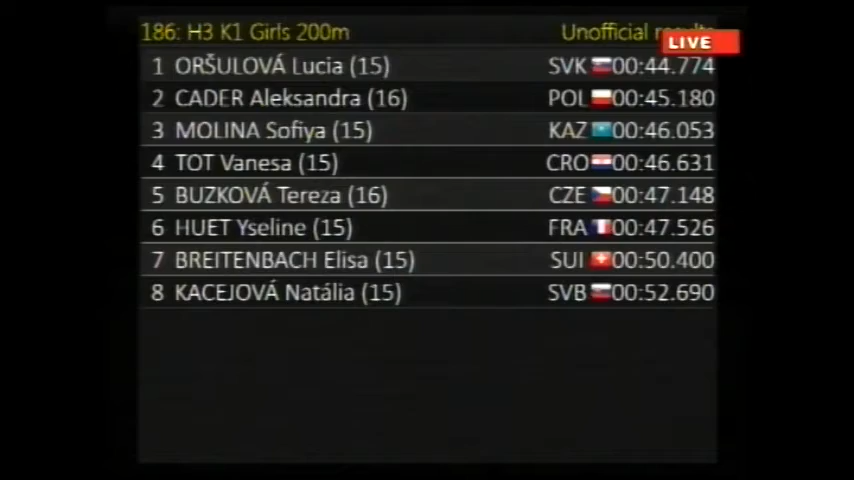 186: H3 K1 Girls 200m Unofficial results
LIVE
1 ORŠULOVÁ Lucia (15) SVK 00:44.774
2 CADER Aleksandra (16) POL 00:45.180
3 MOLINA Sofiya (15) KAZ 00:46.053
4 TOT Vanesa (15) CRO 00:46.631
5 BUZKOVÁ Tereza (16) CZE 00:47.148
6 HUET Yseline (15) FRA 00:47.526
7 BREITENBACH Elisa (15) SUI 00:50.400
8 KACEJOVÁ Natália (15) SVB 00:52.690